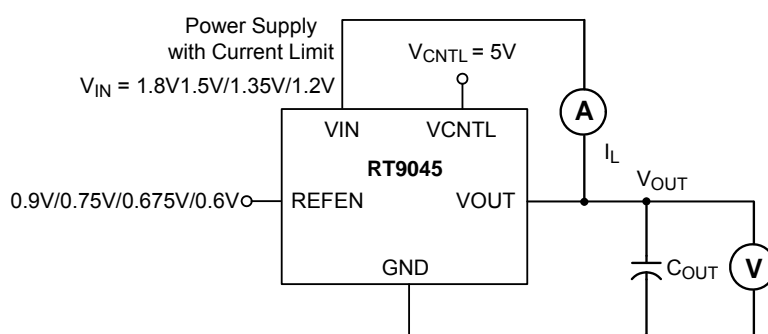 Power Supply
with Current Limit
VCNTL = 5V
VIN = 1.8V1.5V/1.35V/1.2V
VIN
VCNTL
A
RT9045
IL
VOUT
0.9V/0.75V/0.675V/0.6V
REFEN
VOUT
GND
COUT
V